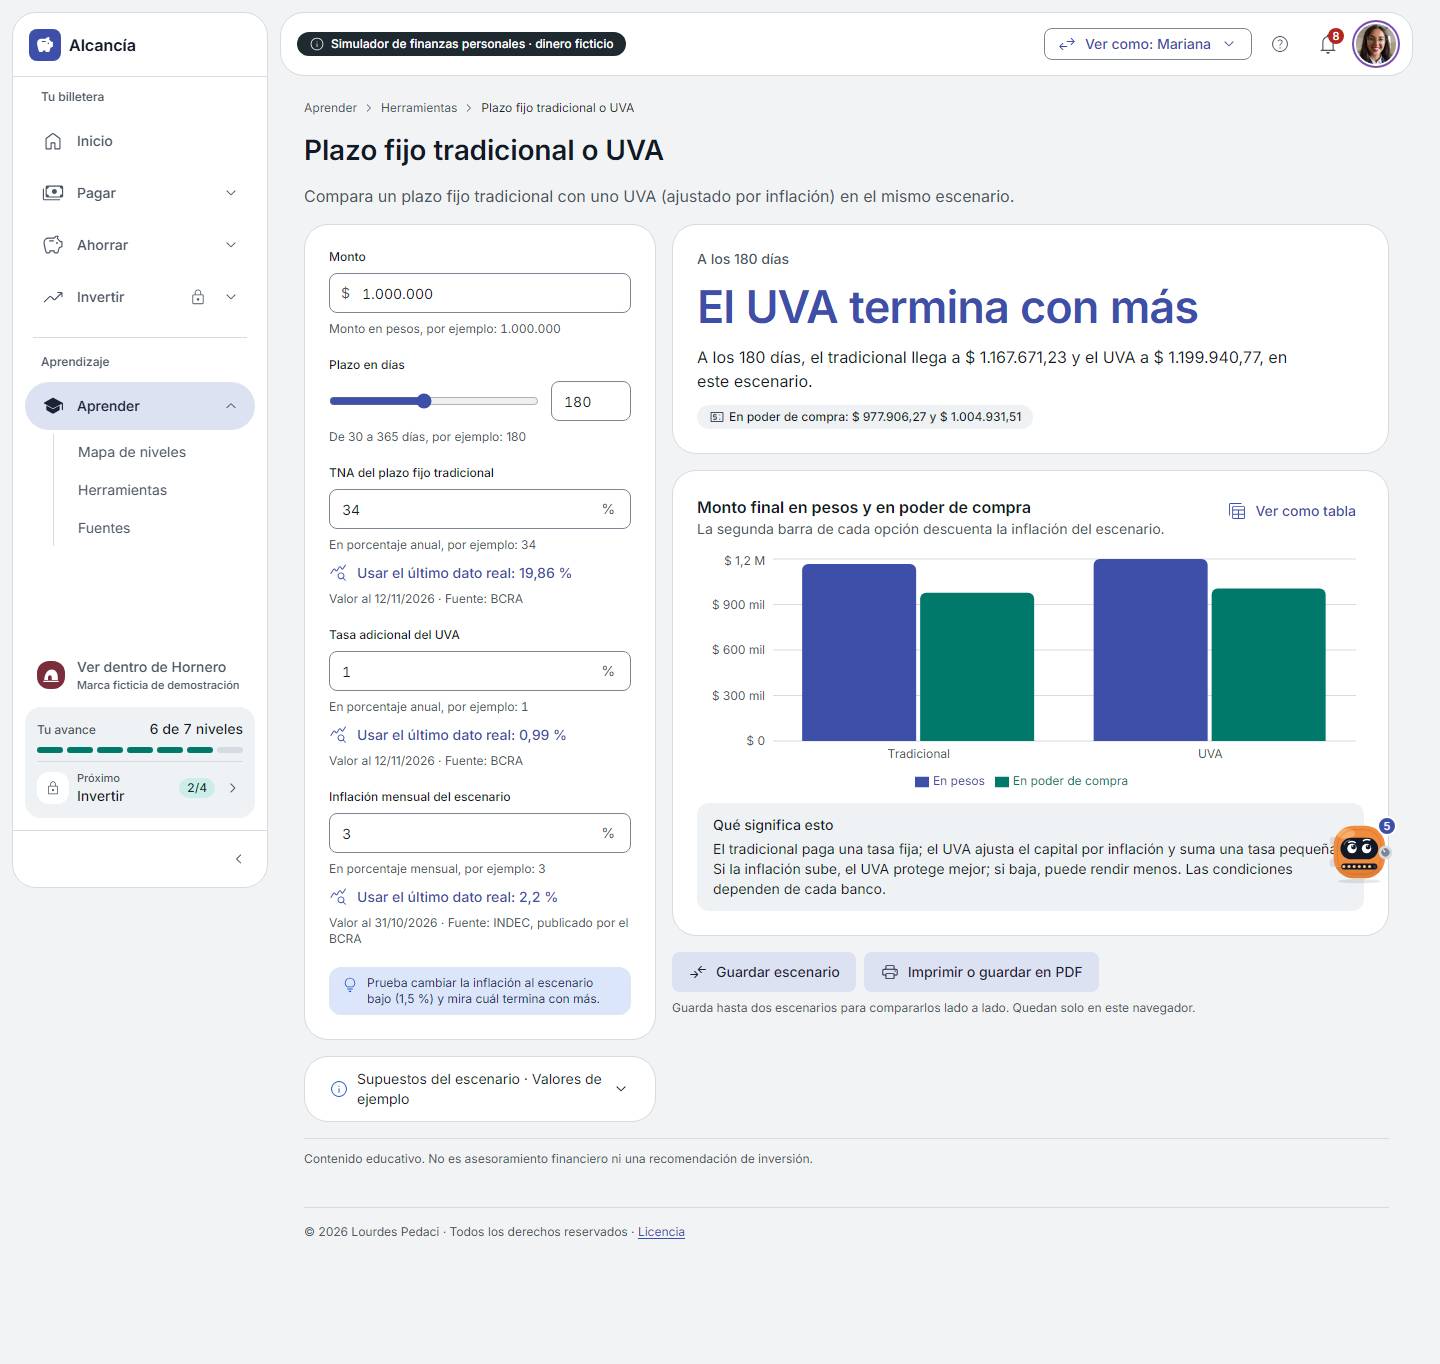 Alcancía
Simulador de finanzas personales · dinero ficticio
Ver como: Mariana
8
Tu billetera
Inicio
Pagar
Ahorrar
Invertir
Aprendizaje
Aprender
Mapa de niveles
Herramientas
Fuentes
Ver dentro de Hornero
Marca ficticia de demostración
Tu avance
6 de 7 niveles
Próximo
Invertir
2/4
Aprender
Herramientas
Plazo fijo tradicional o UVA
Plazo fijo tradicional o UVA
Compara un plazo fijo tradicional con uno UVA (ajustado por inflación) en el mismo escenario.
Monto
$ 1.000.000
Monto en pesos, por ejemplo: 1.000.000
Plazo en días
180
De 30 a 365 días, por ejemplo: 180
TNA del plazo fijo tradicional
34 %
En porcentaje anual, por ejemplo: 34
Usar el último dato real: 19,86 %
Valor al 12/11/2026 · Fuente: BCRA
Tasa adicional del UVA
1 %
En porcentaje anual, por ejemplo: 1
Usar el último dato real: 0,99 %
Valor al 12/11/2026 · Fuente: BCRA
Inflación mensual del escenario
3 %
En porcentaje mensual, por ejemplo: 3
Usar el último dato real: 2,2 %
Valor al 31/10/2026 · Fuente: INDEC, publicado por el
BCRA
Prueba cambiar la inflación al escenario
bajo (1,5 %) y mira cuál termina con más.
Supuestos del escenario · Valores de
ejemplo
A los 180 días
El UVA termina con más
A los 180 días, el tradicional llega a $ 1.167.671,23 y el UVA a $ 1.199.940,77, en
este escenario.
En poder de compra: $ 977.906,27 y $ 1.004.931,51
Monto final en pesos y en poder de compra
La segunda barra de cada opción descuenta la inflación del escenario.
Ver como tabla
$ 1,2 M
$ 900 mil
$ 600 mil
$ 300 mil
$ 0
Tradicional
UVA
En pesos
En poder de compra
Qué significa esto
El tradicional paga una tasa fija; el UVA ajusta el capital por inflación y suma una tasa pequeña
Si la inflación sube, el UVA protege mejor; si baja, puede rendir menos. Las condiciones
dependen de cada banco.
5
Guardar escenario
Imprimir o guardar en PDF
Guarda hasta dos escenarios para compararlos lado a lado. Quedan solo en este navegador.
Contenido educativo. No es asesoramiento financiero ni una recomendación de inversión.
© 2026 Lourdes Pedaci · Todos los derechos reservados · Licencia